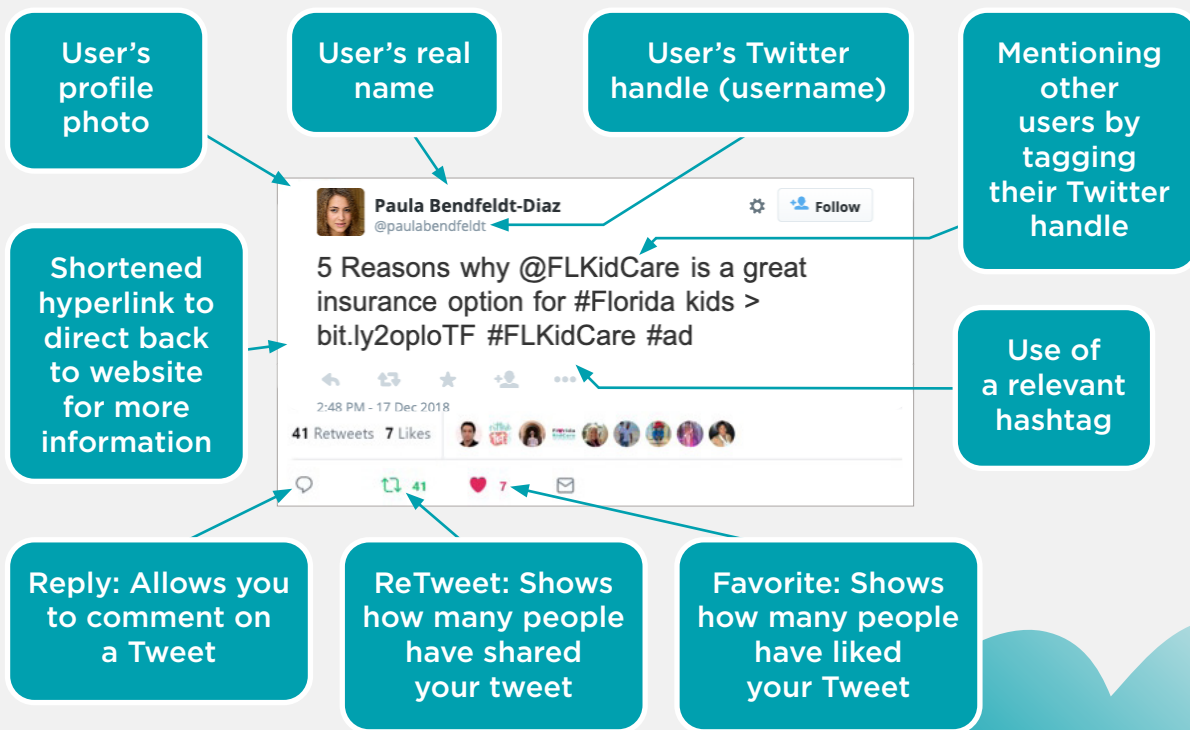 User’s
profile
photo
User’s real
name
User’s Twitter
handle (username)
Mentioning
other
users by
tagging
their Twitter
handle
Paula Bendfeldt-Diaz
@paulabendfeldt
Follow
5 Reasons why @FLKidCare is a great
insurance option for #Florida kids >
bit.ly2oploTF #FLKidCare #ad
2:48 PM - 17 Dec 2018
41 Retweets 7 Likes
41
7
Shortened
hyperlink to
direct back
to website
for more
information
Use of
a relevant
hashtag
Reply: Allows you
to comment on
a Tweet
ReTweet: Shows
how many people
have shared
your tweet
Favorite: Shows
how many people
have liked
your Tweet